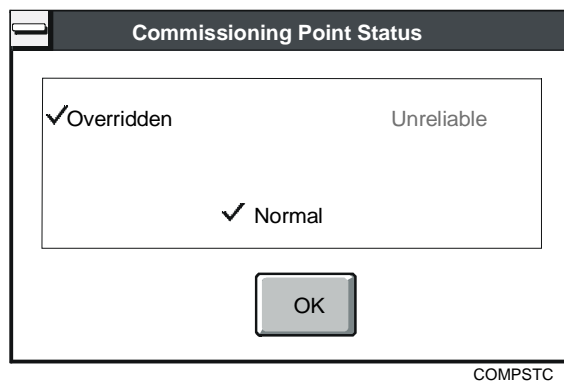 Commissioning Point Status
Overridden Unreliable
Normal
OK
COMPSTC